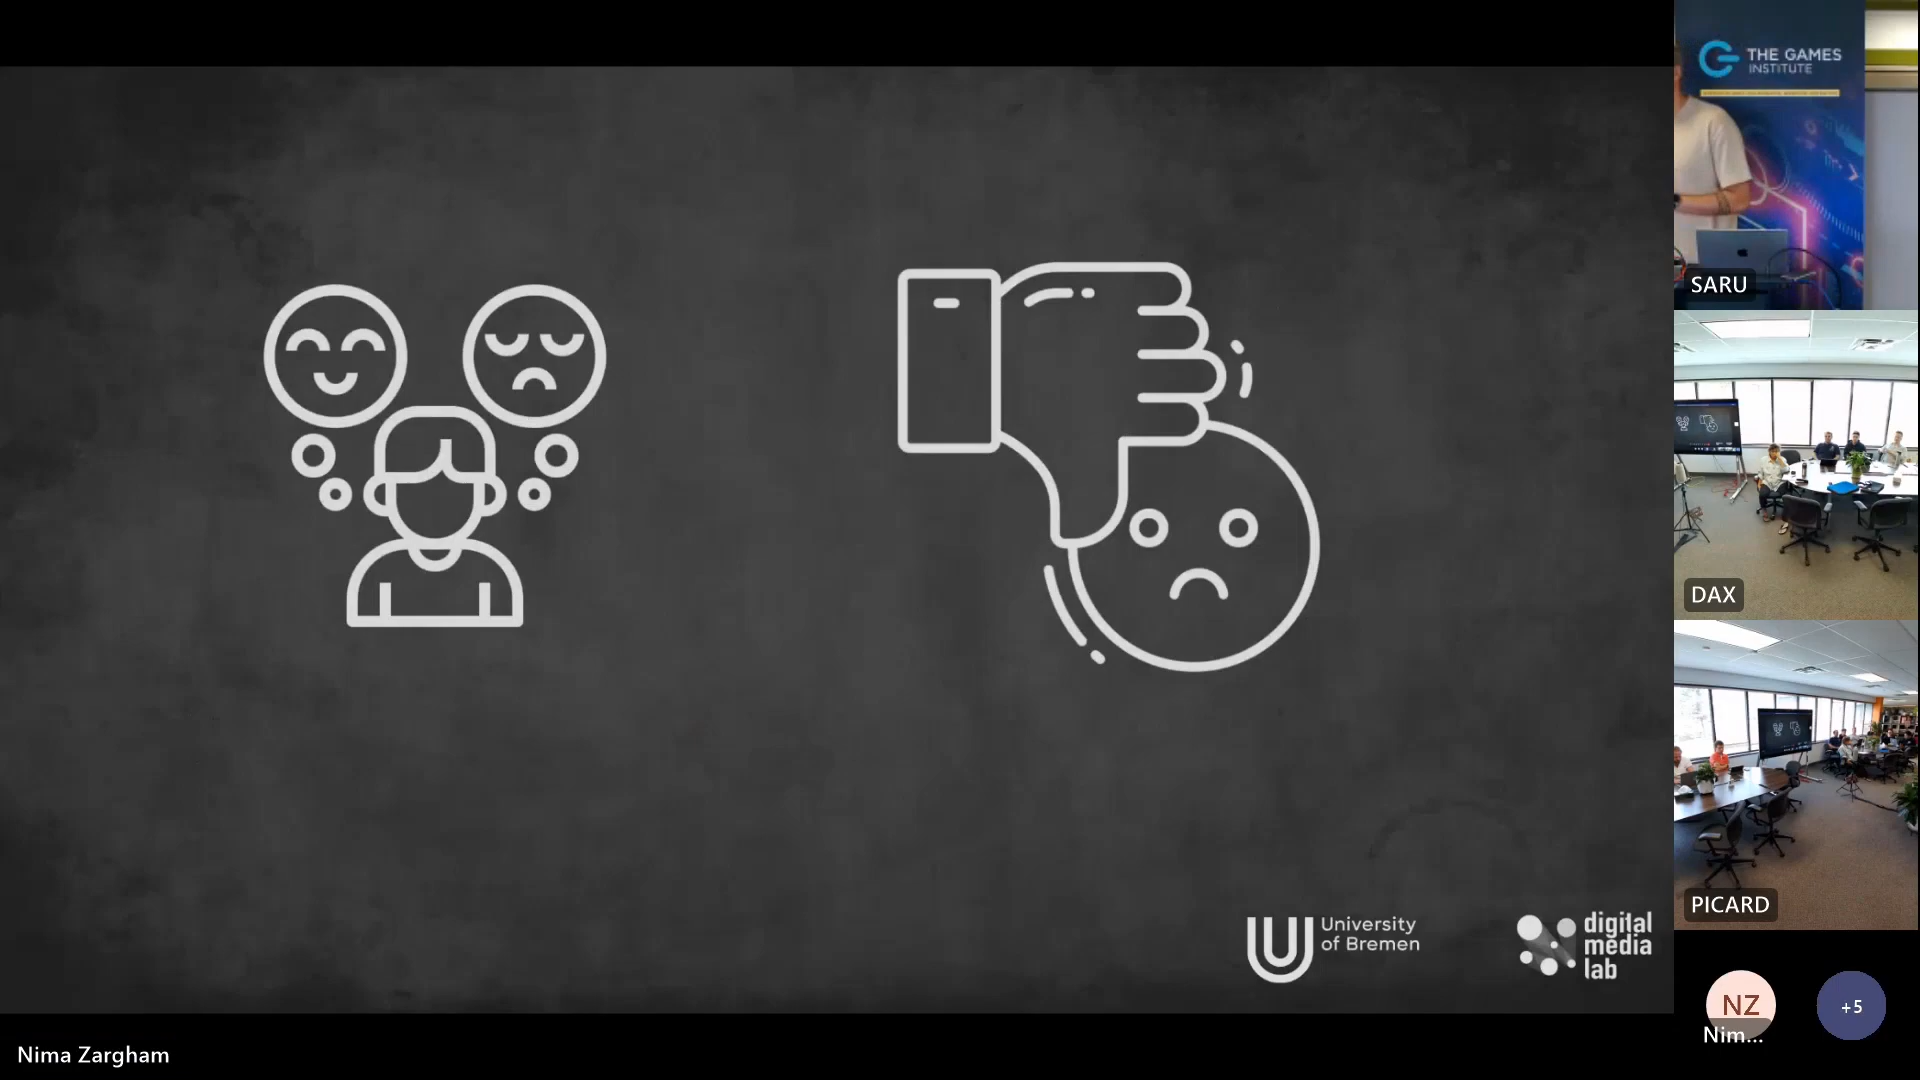 THE GAMES
INSTITUTE
SARU
DAX
PICARD
University
of Bremen
digital
media
lab
NZ
Nim...
+5
Nima Zargham